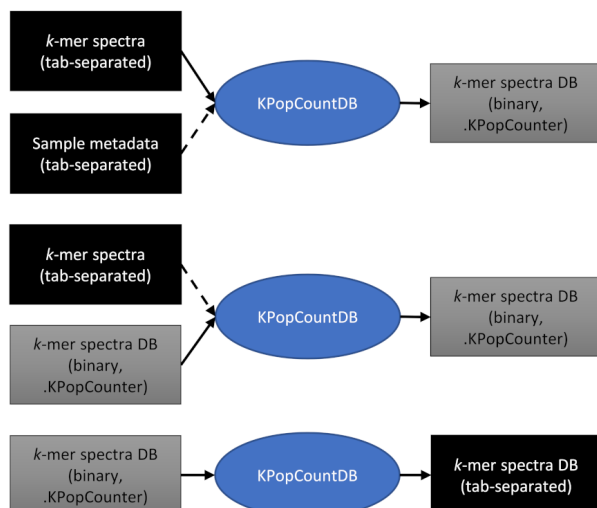 k-mer spectra
(tab-separated)
Sample metadata
(tab-separated)
KPopCountDB
k-mer spectra DB
(binary,
.KPopCounter)
k-mer spectra
(tab-separated)
k-mer spectra DB
(binary,
.KPopCounter)
KPopCountDB
k-mer spectra DB
(binary,
.KPopCounter)
k-mer spectra DB
(binary,
.KPopCounter)
KPopCountDB
k-mer spectra DB
(tab-separated)